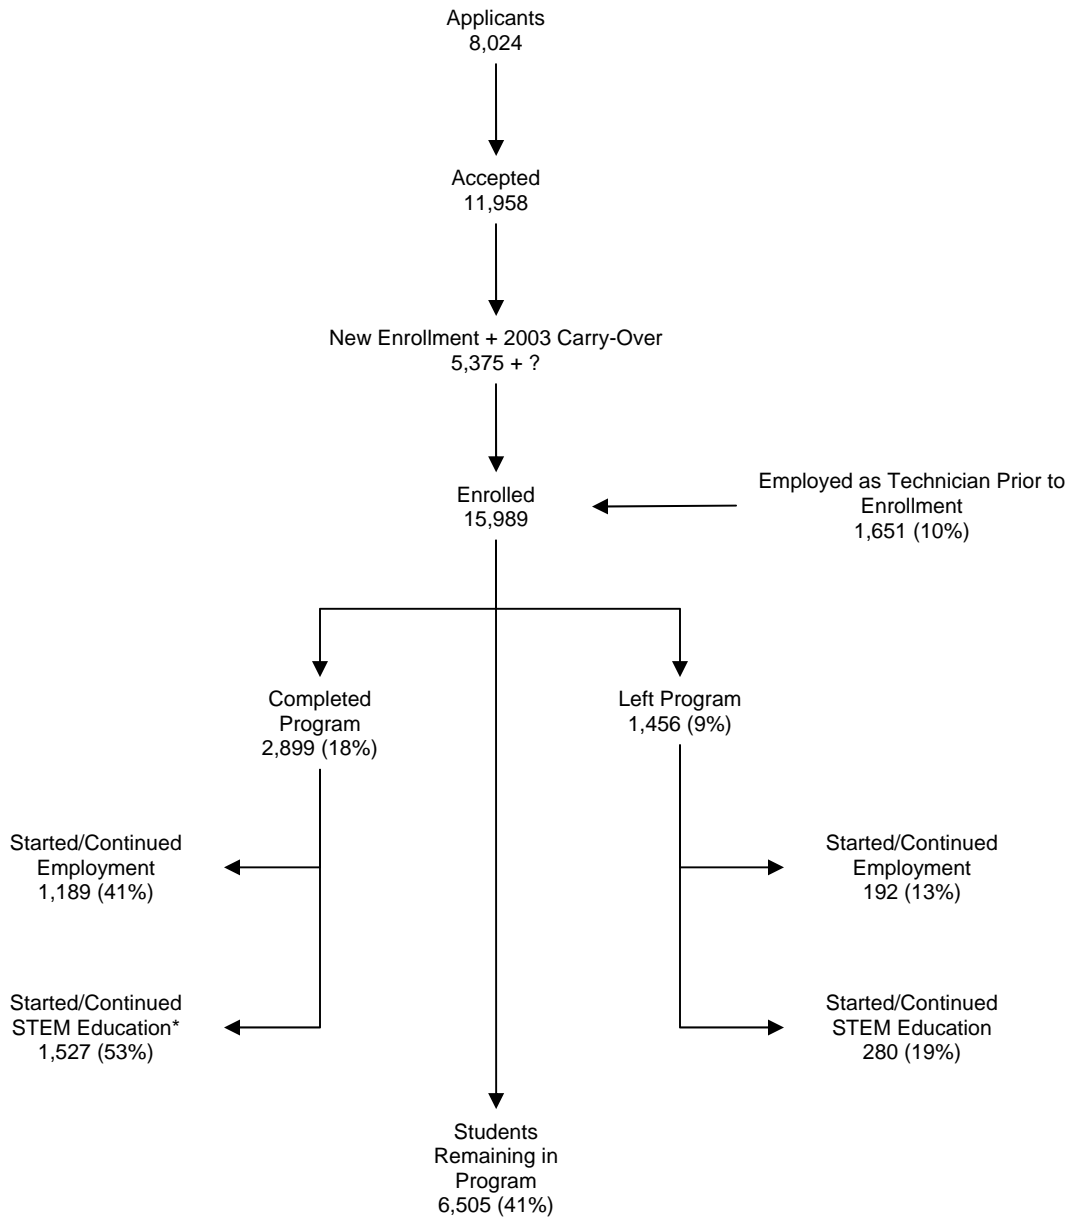 Applicants
8,024
Accepted
11,958
New Enrollment + 2003 Carry-Over
5,375 + ?
Enrolled
15,989
Employed as Technician Prior to
Enrollment
1,651 (10%)
Completed
Program
2,899 (18%)
Left Program
1,456 (9%)
Started/Continued
Employment
1,189 (41%)
Started/Continued
Employment
192 (13%)
Started/Continued
STEM Education*
1,527 (53%)
Started/Continued
STEM Education
280 (19%)
Students
Remaining in
Program
6,505 (41%)